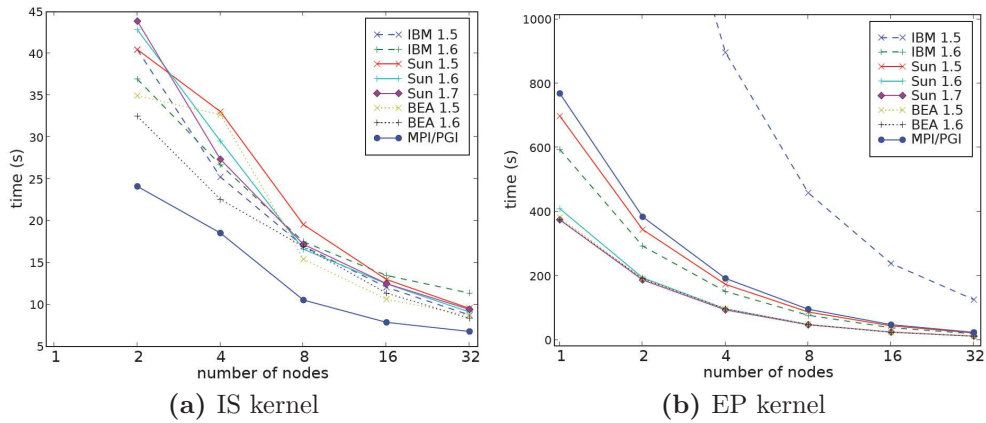 45
40
35
30
25
20
15
10
5
time (s)
1 2 4 8 16 32
number of nodes
IBM 1.5
IBM 1.6
Sun 1.5
Sun 1.6
Sun 1.7
BEA 1.5
BEA 1.6
MPI/PGI
(a) IS kernel
1000
800
600
400
200
0
time (s)
1 2 4 8 16 32
number of nodes
IBM 1.5
IBM 1.6
Sun 1.5
Sun 1.6
Sun 1.7
BEA 1.5
BEA 1.6
MPI/PGI
(b) EP kernel